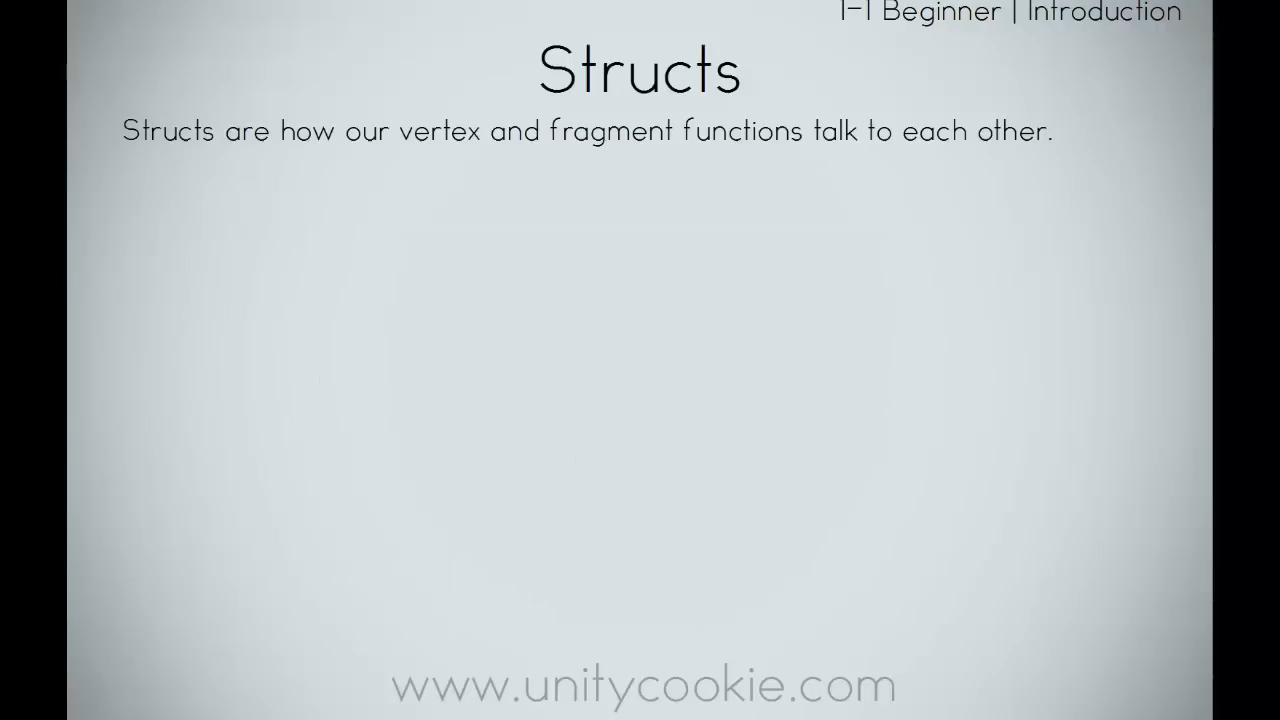 1-1 Beginner | Introduction
Structs
Structs are how our vertex and fragment functions talk to each other.
www.unitycookie.com